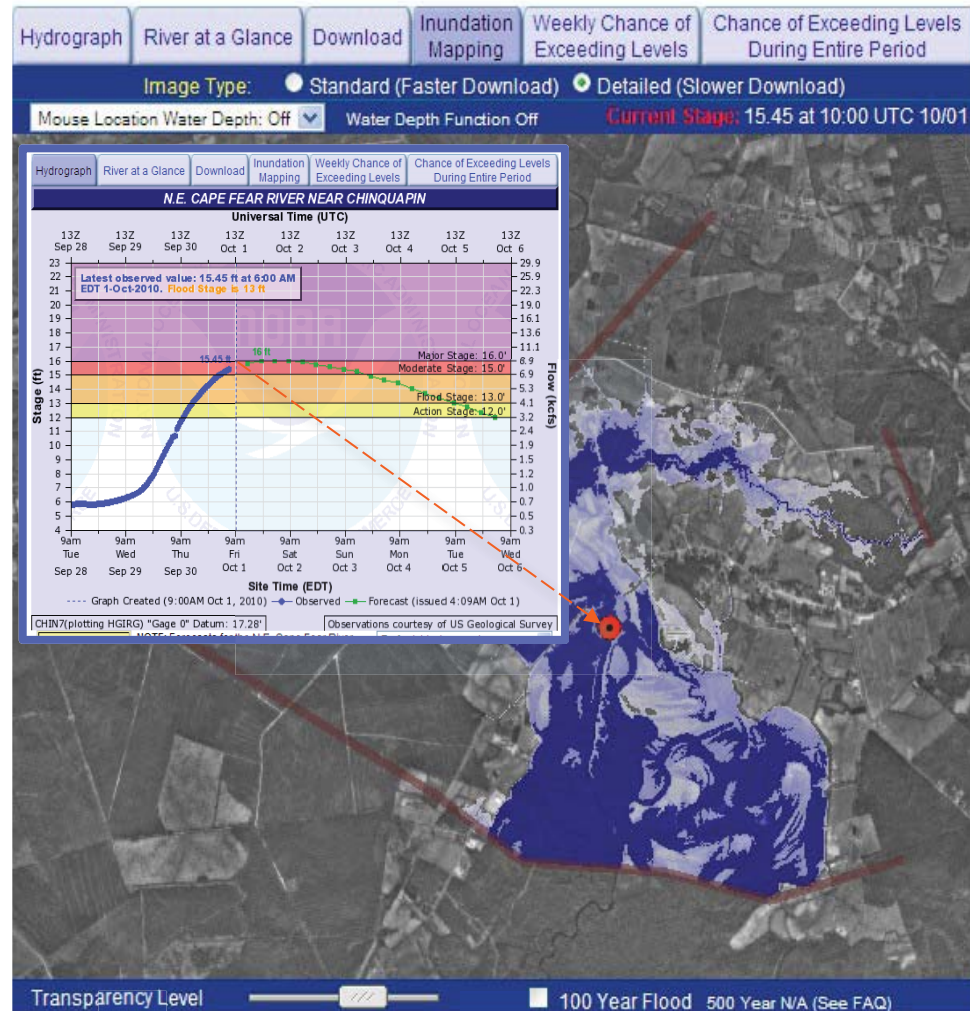 Hydrograph
River at a Glance
Download
Inundation
Mapping
Weekly Chance of
Exceeding Levels
Chance of Exceeding Levels
During Entire Period
Image Type: Standard (Faster Download) Detailed (Slower Download)
Mouse Location Water Depth: Off Water Depth Function Off Current Stage: 15.45 at 10:00 UTC 10/01
Hydrograph
River at a Glance
Download
Inundation
Mapping
Weekly Chance of
Exceeding Levels
Chance of Exceeding Levels
During Entire Period
N.E. CAPE FEAR RIVER NEAR CHINQUAPIN
Universal Time (UTC)
13Z 13Z 13Z 13Z 13Z 13Z 13Z 13Z 13Z
Sep 28 Sep 29 Sep 30 Oct 1 Oct 2 Oct 3 Oct 4 Oct 5 Oct 6
Latest observed value: 15.45 ft at 6:00 AM
EDT 1-Oct-2010. Flood Stage is 13 ft
Stage (ft)
23
22
21
20
19
18
17
16
15
14
13
12
11
10
9
8
7
6
5
4
15.45 ft
16 ft
Major Stage: 16.0'
Moderate Stage: 15.0'
Flood Stage: 13.0'
Action Stage: 12.0'
29.9
25.9
22.3
19.0
16.1
13.6
11.1
8.9
6.9
5.3
4.1
3.2
2.4
2.0
1.5
1.2
1.0
0.7
0.5
0.3
Flow (kcfs)
9am 9am 9am 9am 9am 9am 9am 9am 9am
Tue Wed Thu Fri Sat Sun Mon Tue Wed
Sep 28 Sep 29 Sep 30 Oct 1 Oct 2 Oct 3 Oct 4 Oct 5 Oct 6
Site Time (EDT)
---- Graph Created (9:00AM Oct 1, 2010) Observed Forecast (issued 4:09AM Oct 1)
CHIN7(plotting HGIRG) "Gage 0" Datum: 17.28' Observations courtesy of US Geological Survey
Transparency Level 100 Year Flood 500 Year N/A (See FAQ)